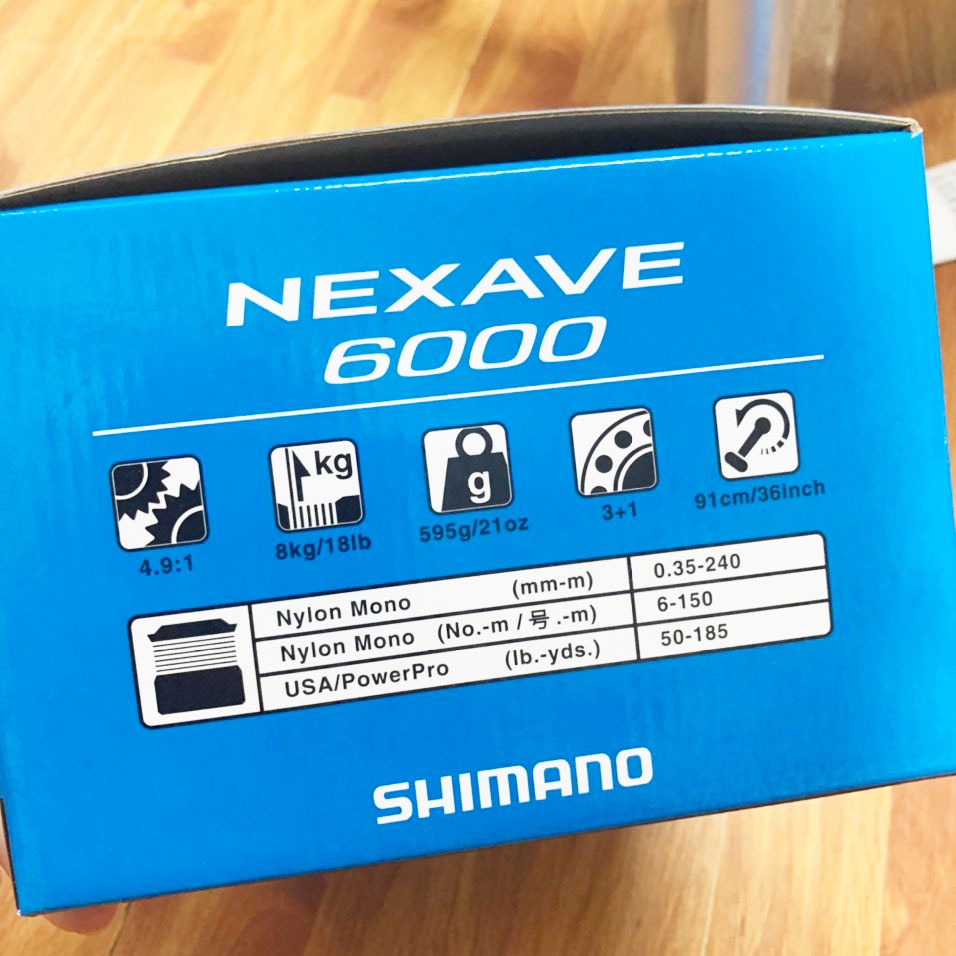 NEXAVE
6000
kg
g
4.9:1
8kg/18lb
595g/21oz
3+1
91cm/36inch
Nylon Mono (mm-m) 0.35-240
Nylon Mono (No.-m / 号.-m) 6-150
USA/PowerPro (lb.-yds.) 50-185
SHIMANO